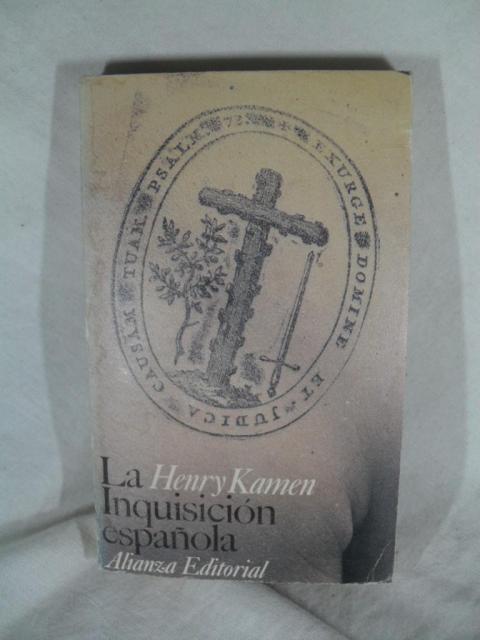 ✠ EXURGE ✽ DOMINE ✽ ET ✽ JUDICA ✽ CAUSAM ✽ TUAM ✽ PSALM ✽ 73
La Henry Kamen
Inquisición
española
Alianza Editorial